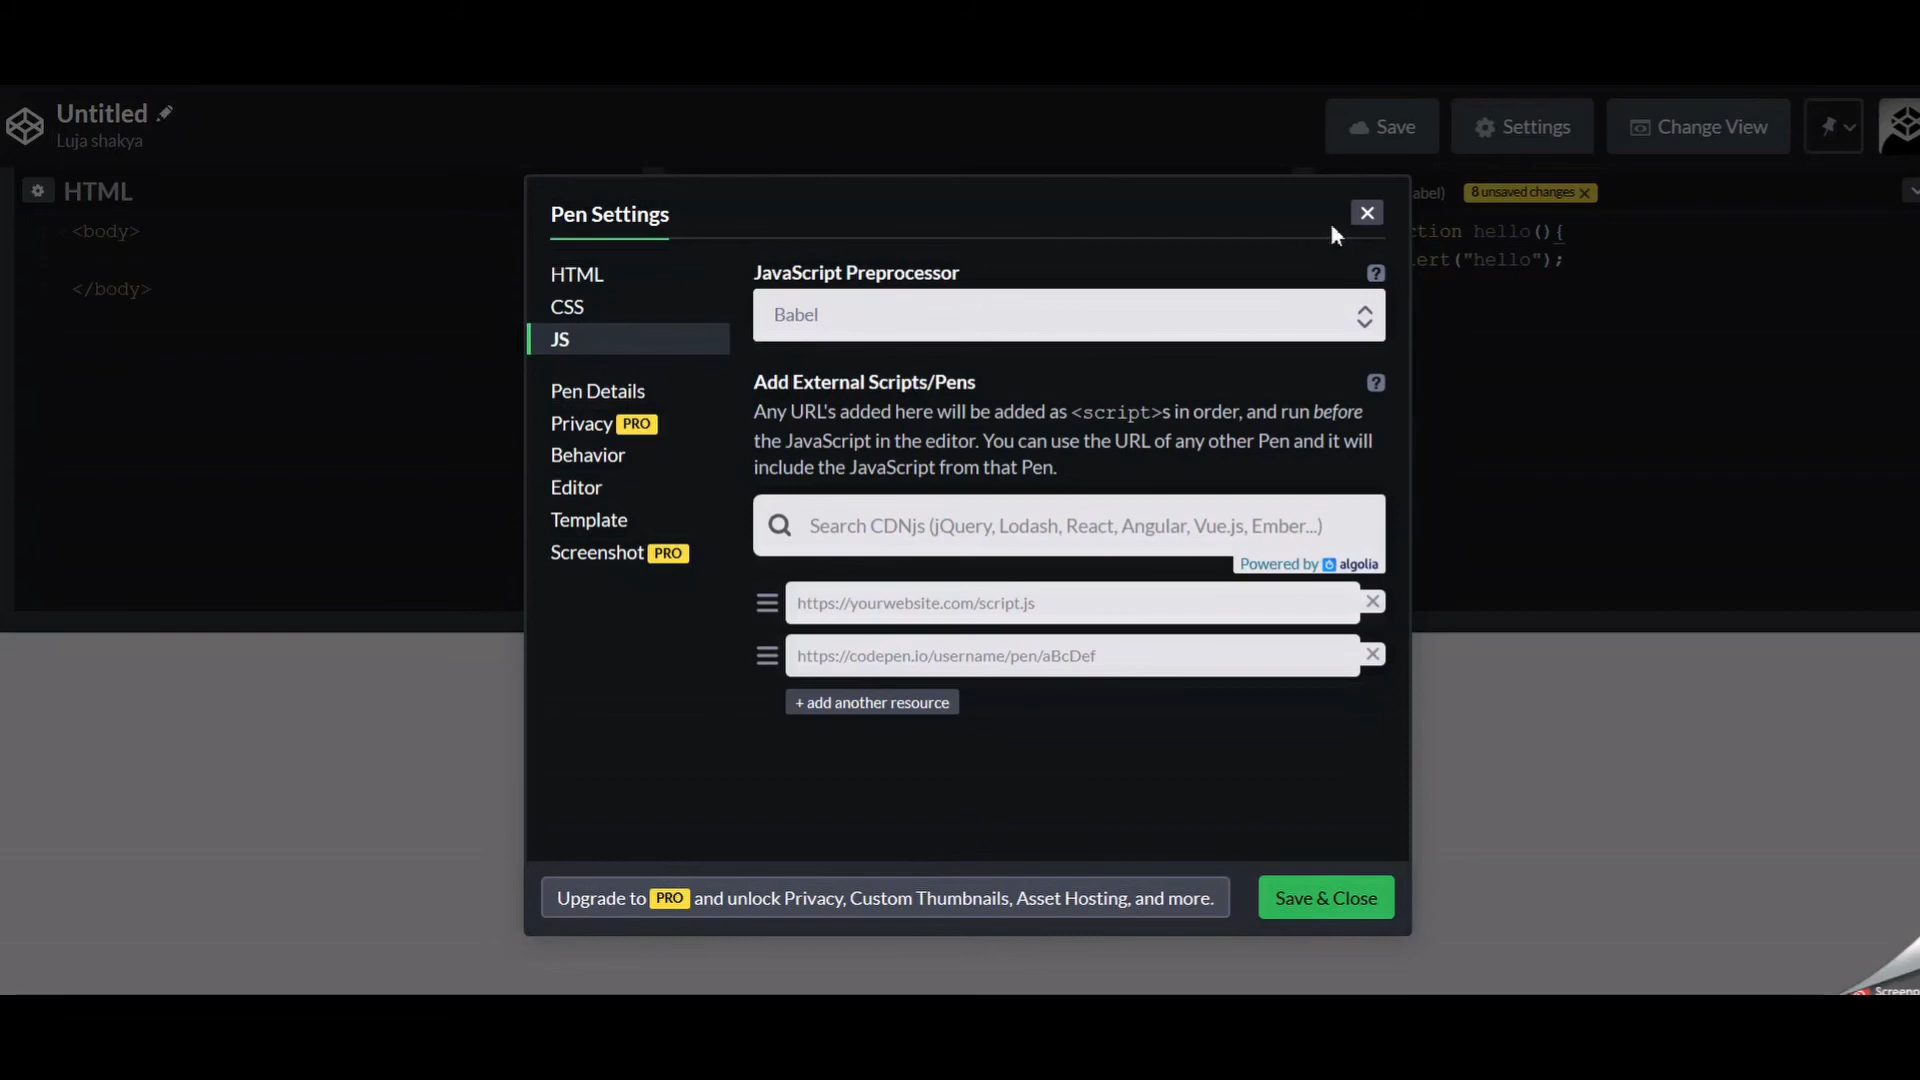 Untitled
Luja shakya
Save
Settings
Change View
HTML
<body>
</body>
abel)
8 unsaved changes
ction hello(){
ert("hello");
Pen Settings
HTML
CSS
JS
Pen Details
Privacy PRO
Behavior
Editor
Template
Screenshot PRO
JavaScript Preprocessor
?
Babel
Add External Scripts/Pens
?
Any URL's added here will be added as <script>s in order, and run before
the JavaScript in the editor. You can use the URL of any other Pen and it will
include the JavaScript from that Pen.
Search CDNjs (jQuery, Lodash, React, Angular, Vue.js, Ember...)
Powered by algolia
https://yourwebsite.com/script.js
https://codepen.io/username/pen/aBcDef
+ add another resource
Upgrade to PRO and unlock Privacy, Custom Thumbnails, Asset Hosting, and more.
Save & Close
Screenp